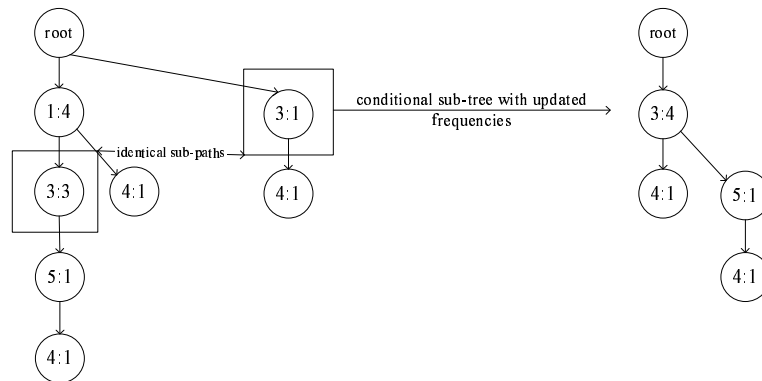 root
1:4
3:3
4:1
5:1
4:1
identical sub-paths
3:1
4:1
conditional sub-tree with updated
frequencies
root
3:4
4:1
5:1
4:1